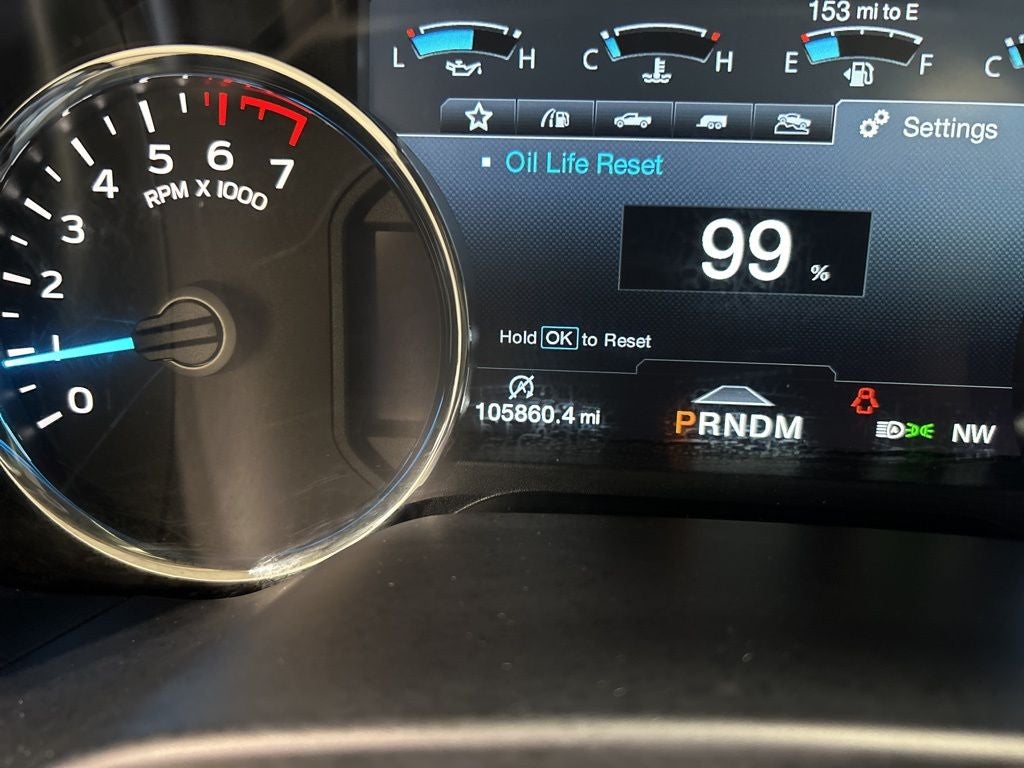 153 mi to E
L H C H E F C
Settings
Oil Life Reset
99 %
Hold OK to Reset
105860.4 mi
PRNDM
A
NW
0
1
2
3
4
5
6
7
RPM X 1000